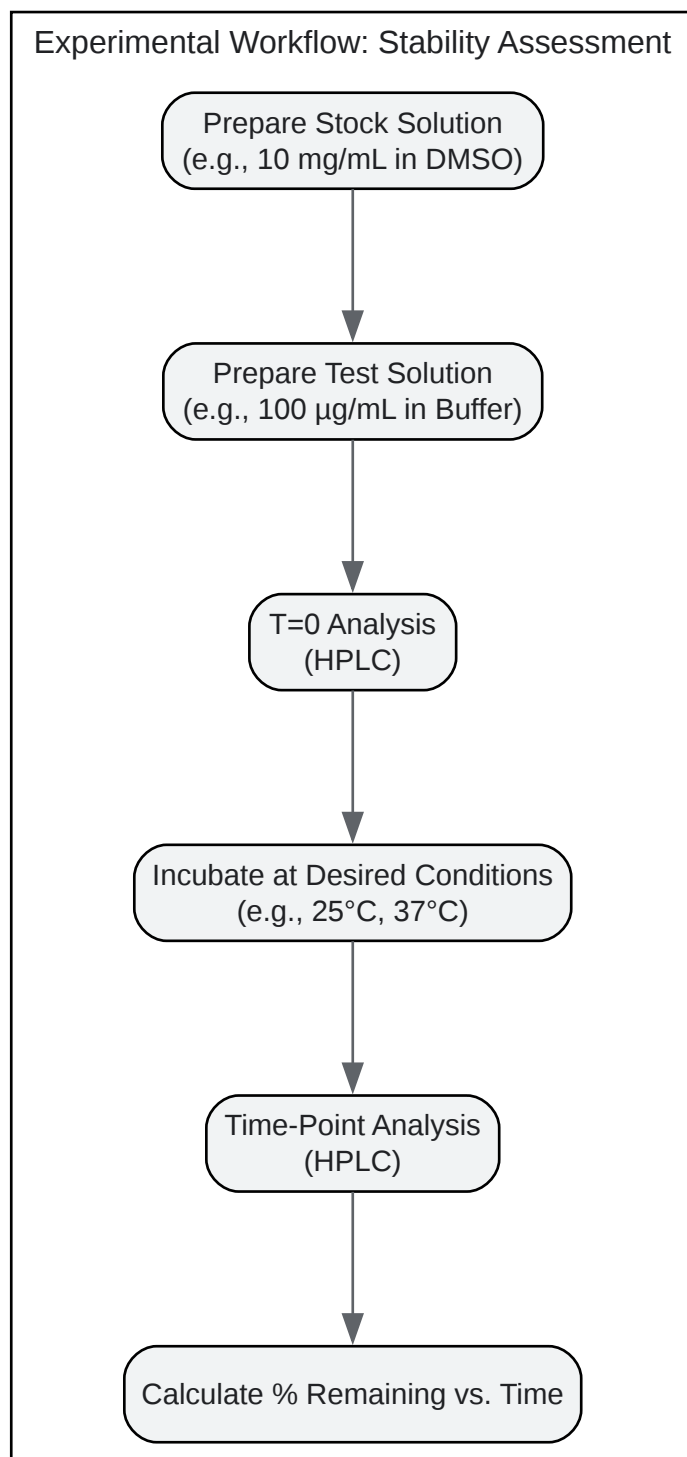 Experimental Workflow: Stability Assessment
Prepare Stock Solution
(e.g., 10 mg/mL in DMSO)
Prepare Test Solution
(e.g., 100 µg/mL in Buffer)
T=0 Analysis
(HPLC)
Incubate at Desired Conditions
(e.g., 25°C, 37°C)
Time-Point Analysis
(HPLC)
Calculate % Remaining vs. Time